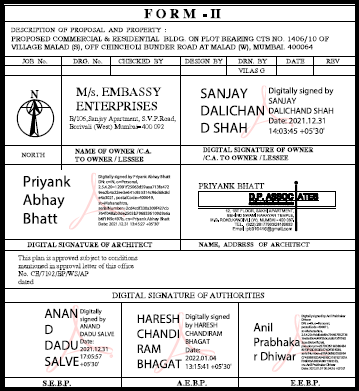 FORM - II
DESCRIPTION OF PROPOSAL AND PROPERTY :
PROPOSED COMMERCIAL & RESIDENTIAL BLDG. ON PLOT BEARING CTS NO. 1406/10 OF
VILLAGE MALAD (S), OFF CHINCHOLI BUNDER ROAD AT MALAD (W), MUMBAI. 400064
JOB No. DRG. No. CHECKED BY DESIGN BY DRN. BY DATE REV
VILAS G
M/s. EMBASSY
ENTERPRISES
B/106,Sanjay Apartment, S.V.P.Road,
Borivali (West) Mumbai= 400 092
SANJAY
DALICHAN
D SHAH
Digitally signed by
SANJAY
DALICHAND SHAH
Date: 2021.12.31
14:03:45 +05'30'
NORTH
NAME OF OWNER /C.A.
TO OWNER / LESSEE
DIGITAL SIGNATURE OF OWNER
/C.A. TO OWNER / LESSEE
Priyank
Abhay
Bhatt
Digitally signed by Priyank Abhay Bhatt
PRIYANK BHATT
D.P. ASSOCIATES
DIGITAL SIGNATURE OF ARCHITECT
NAME, ADDRESS OF ARCHITECT
This plan is approved subject to conditions
mentioned in approval letter of this office
No: CHE/7192/BP/WS/AP
dated
DIGITAL SIGNATURE OF AUTHORITIES
ANAN
D
DADU
SALVE
Digitally
signed by
ANAND
DADU SALVE
Date:
2021.12.31
17:05:57
+05'30'
HARESH
CHANDI
RAM
BHAGAT
Digitally signed
by HARESH
CHANDIRAM
BHAGAT
Date:
2022.01.04
13:15:41 +05'30'
Anil
Prabhaka
r Dhiwar
S.E.B.P.
A.E.B.P.
E.E.B.P.